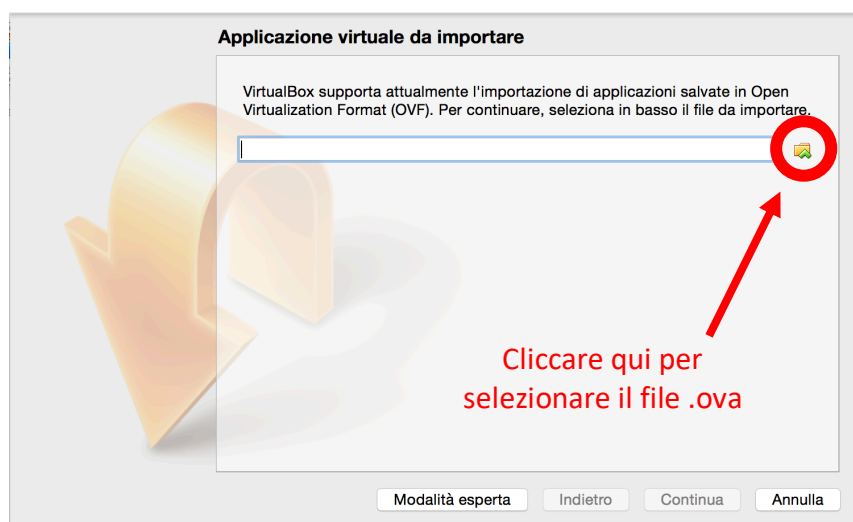 Applicazione virtuale da importare
VirtualBox supporta attualmente l'importazione di applicazioni salvate in Open
Virtualization Format (OVF). Per continuare, seleziona in basso il file da importare.
Cliccare qui per
selezionare il file .ova
Modalità esperta Indietro Continua Annulla